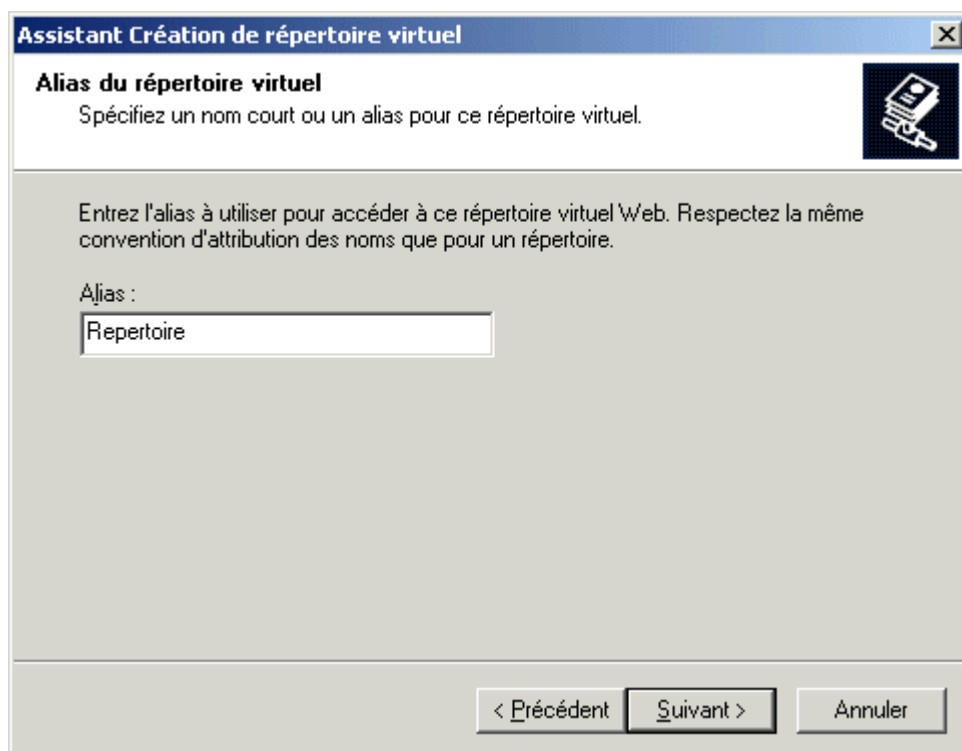 Assistant Création de répertoire virtuel
Alias du répertoire virtuel
Spécifiez un nom court ou un alias pour ce répertoire virtuel.
Entrez l'alias à utiliser pour accéder à ce répertoire virtuel Web. Respectez la même
convention d'attribution des noms que pour un répertoire.
Alias :
Repertoire
< Précédent
Suivant >
Annuler